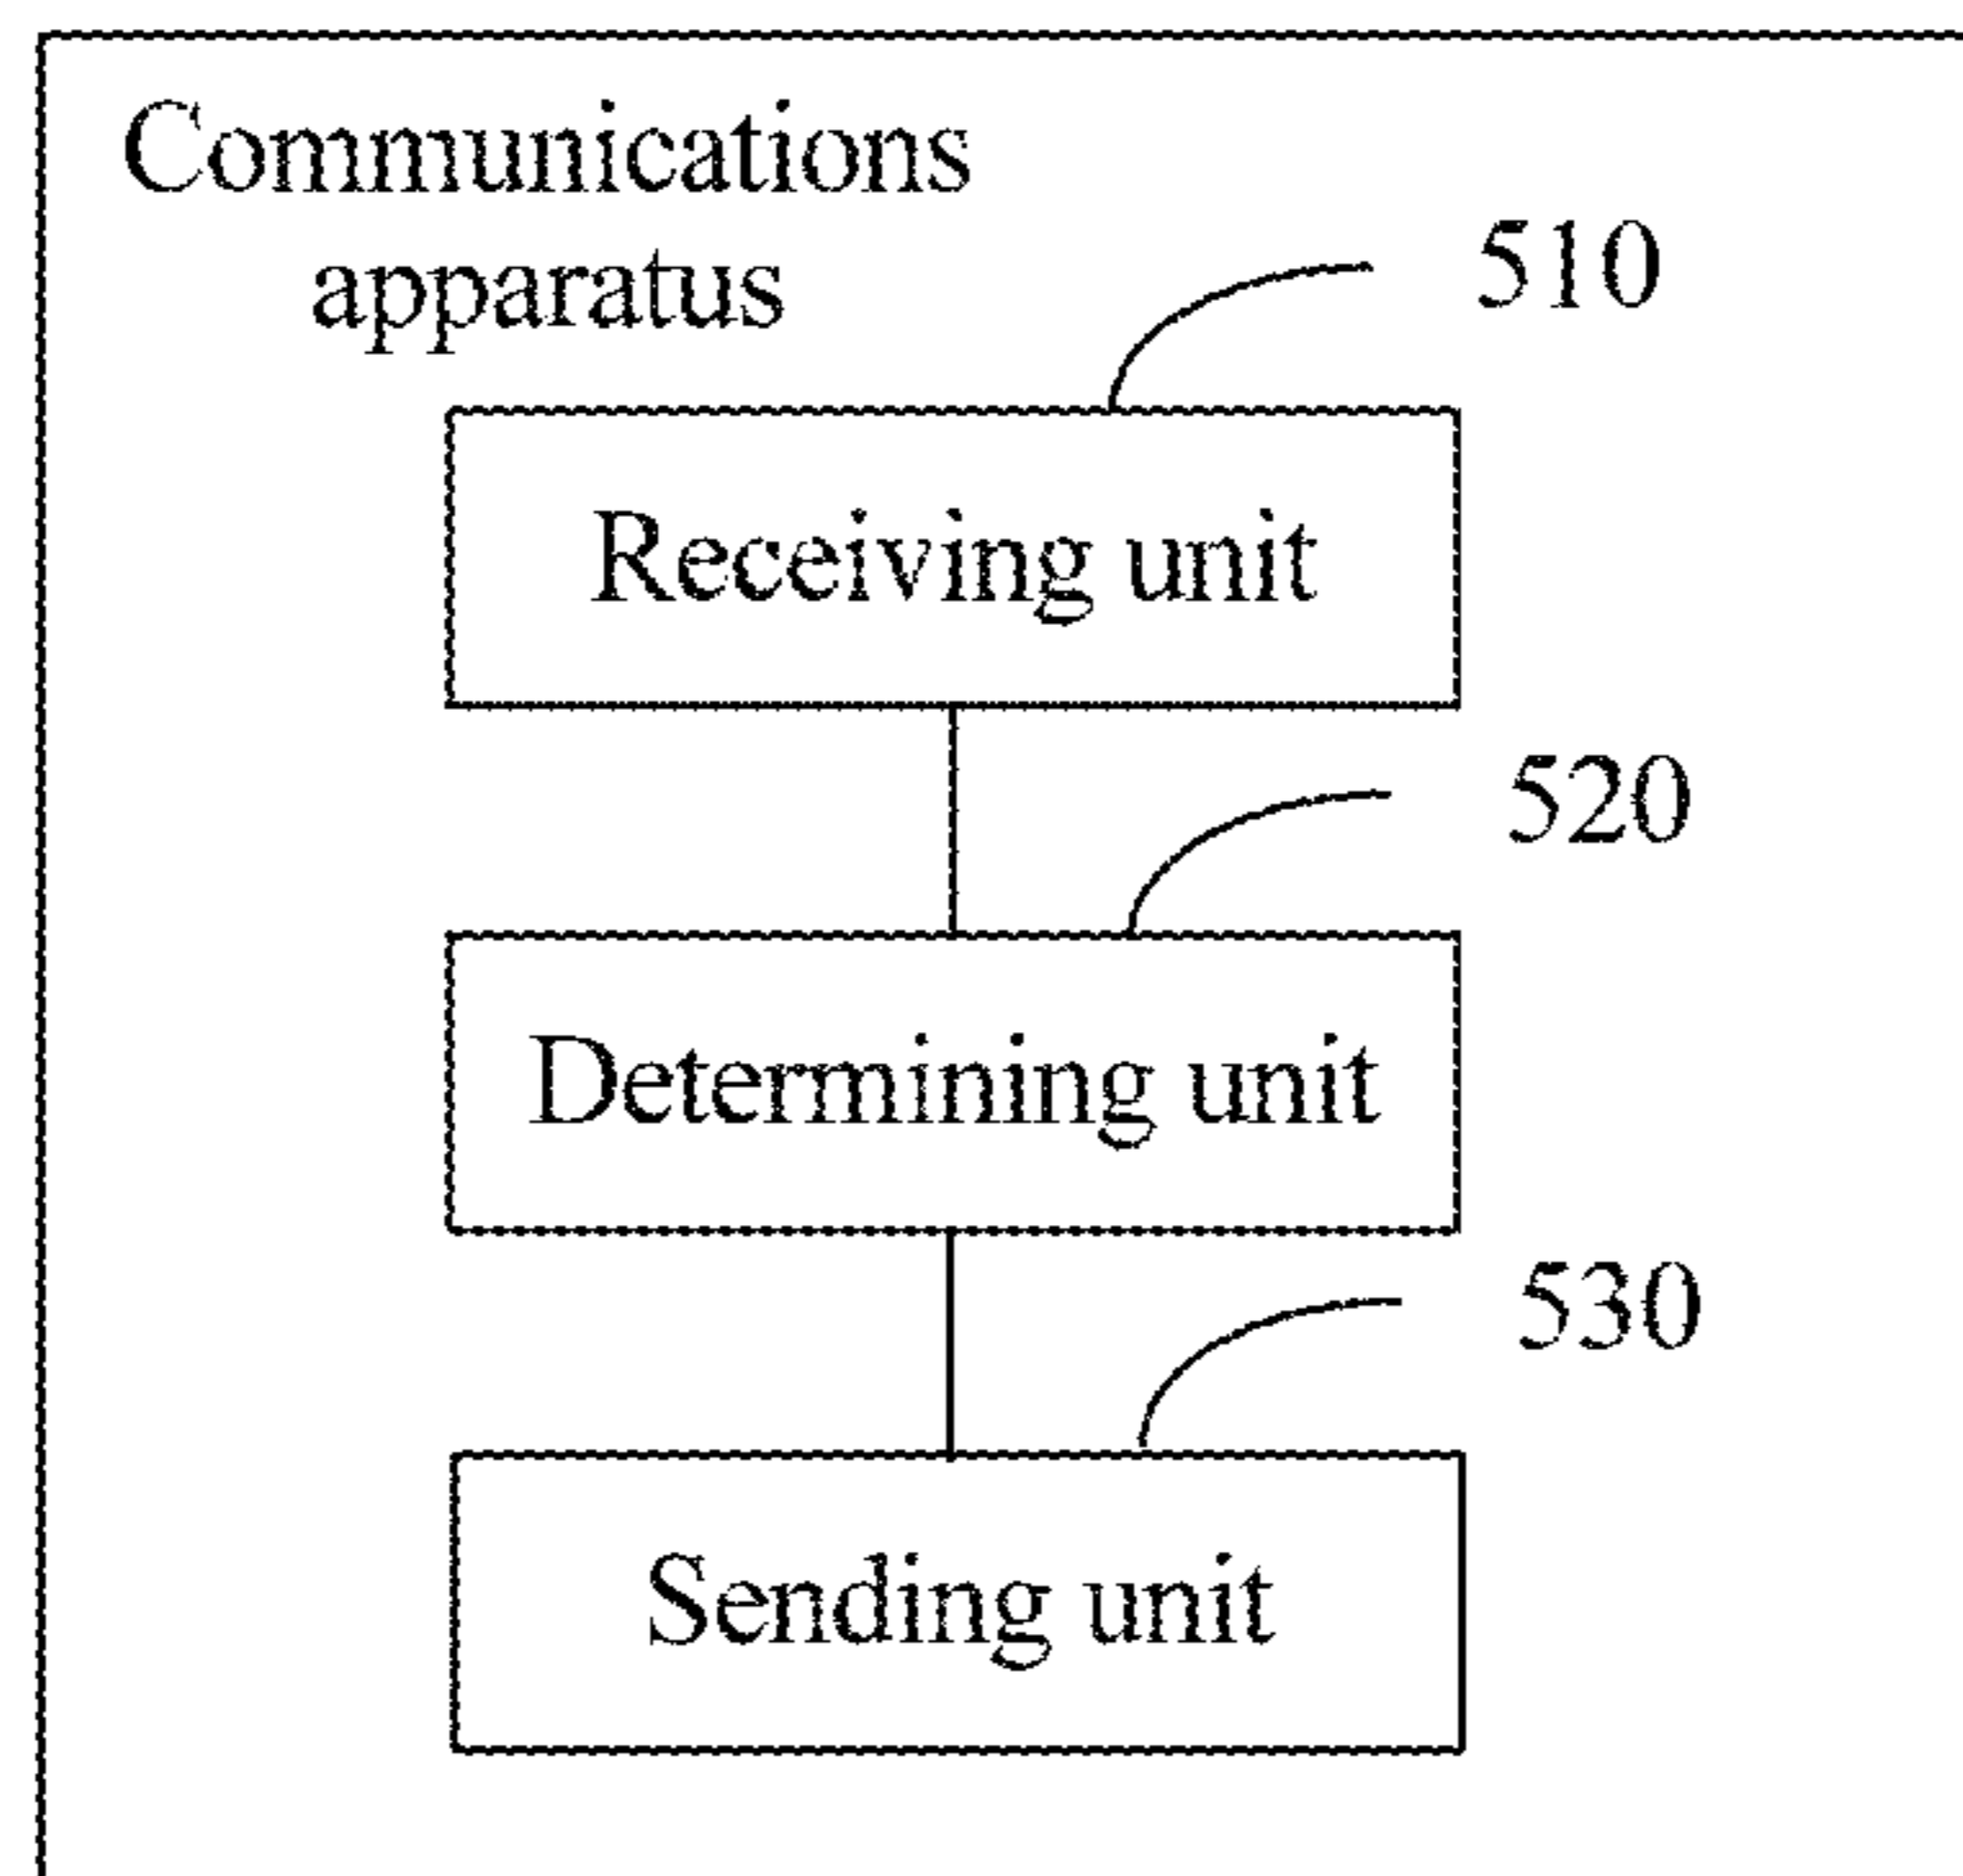 Communications
apparatus
510
Receiving unit
520
Determining unit
530
Sending unit